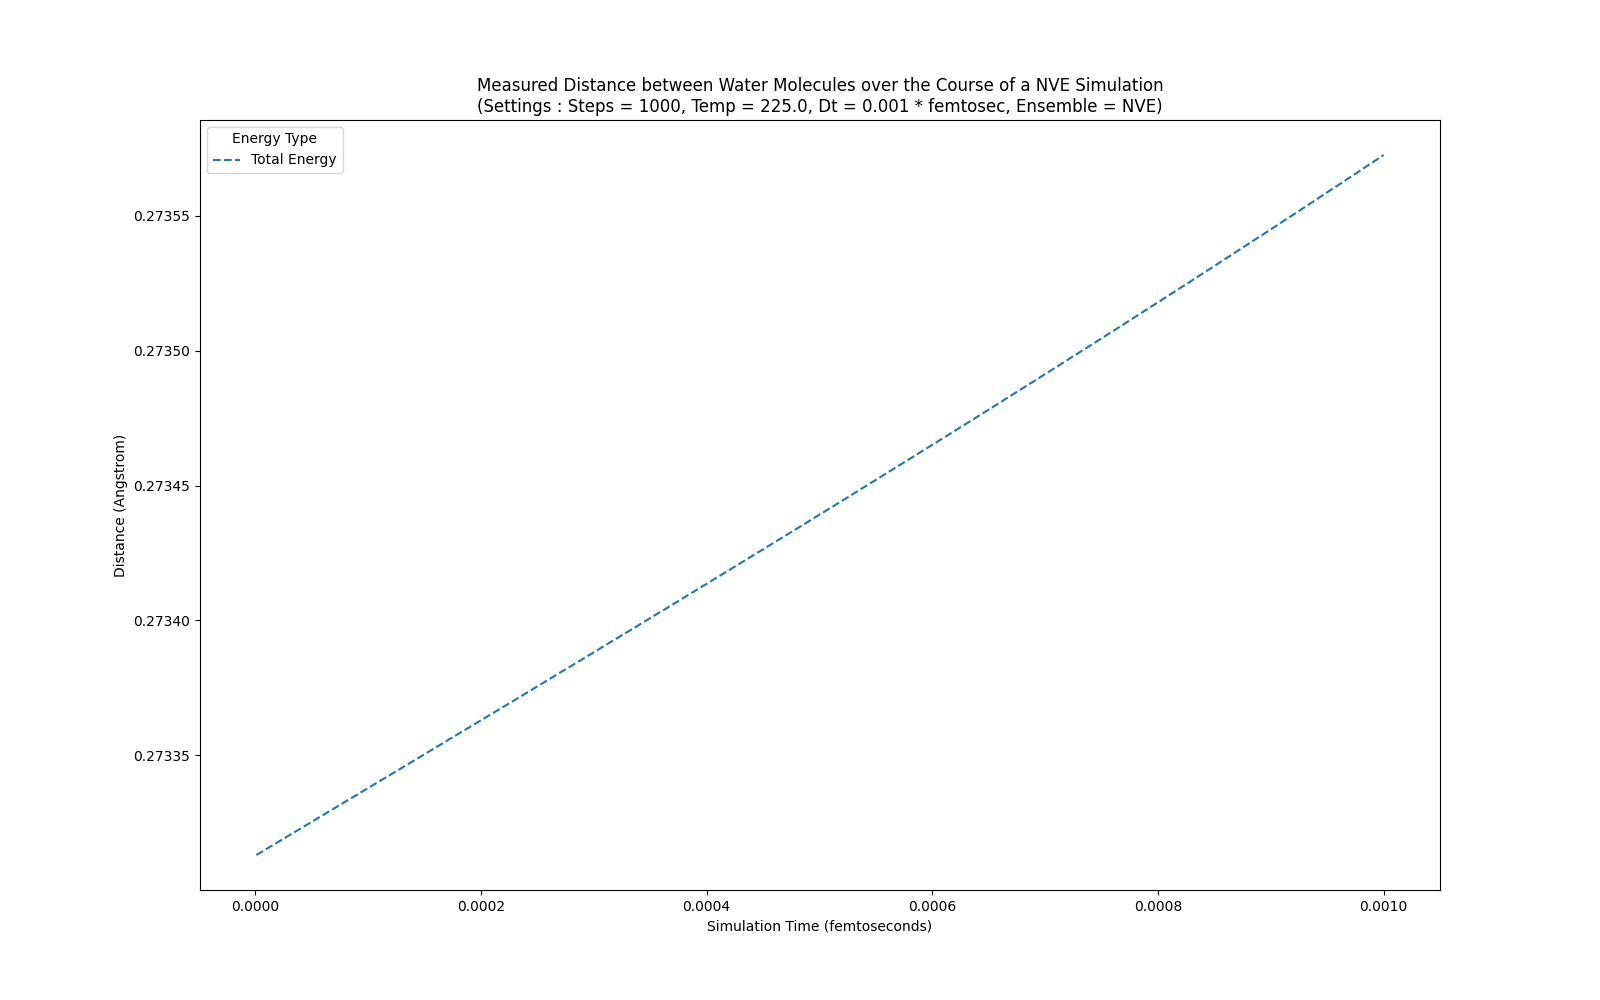 Measured Distance between Water Molecules over the Course of a NVE Simulation
(Settings : Steps = 1000, Temp = 225.0, Dt = 0.001 * femtosec, Ensemble = NVE)
Energy Type
Total Energy
0.27355
0.27350
0.27345
0.27340
0.27335
Distance (Angstrom)
0.0000
0.0002
0.0004
0.0006
0.0008
0.0010
Simulation Time (femtoseconds)